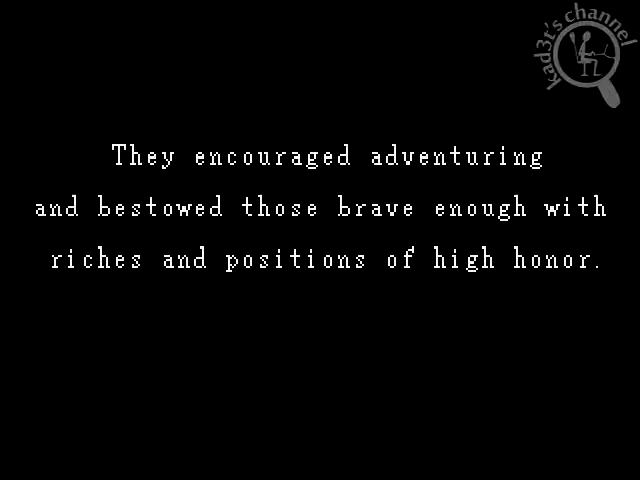 kad3t's channel
They encouraged adventuring
and bestowed those brave enough with
riches and positions of high honor.